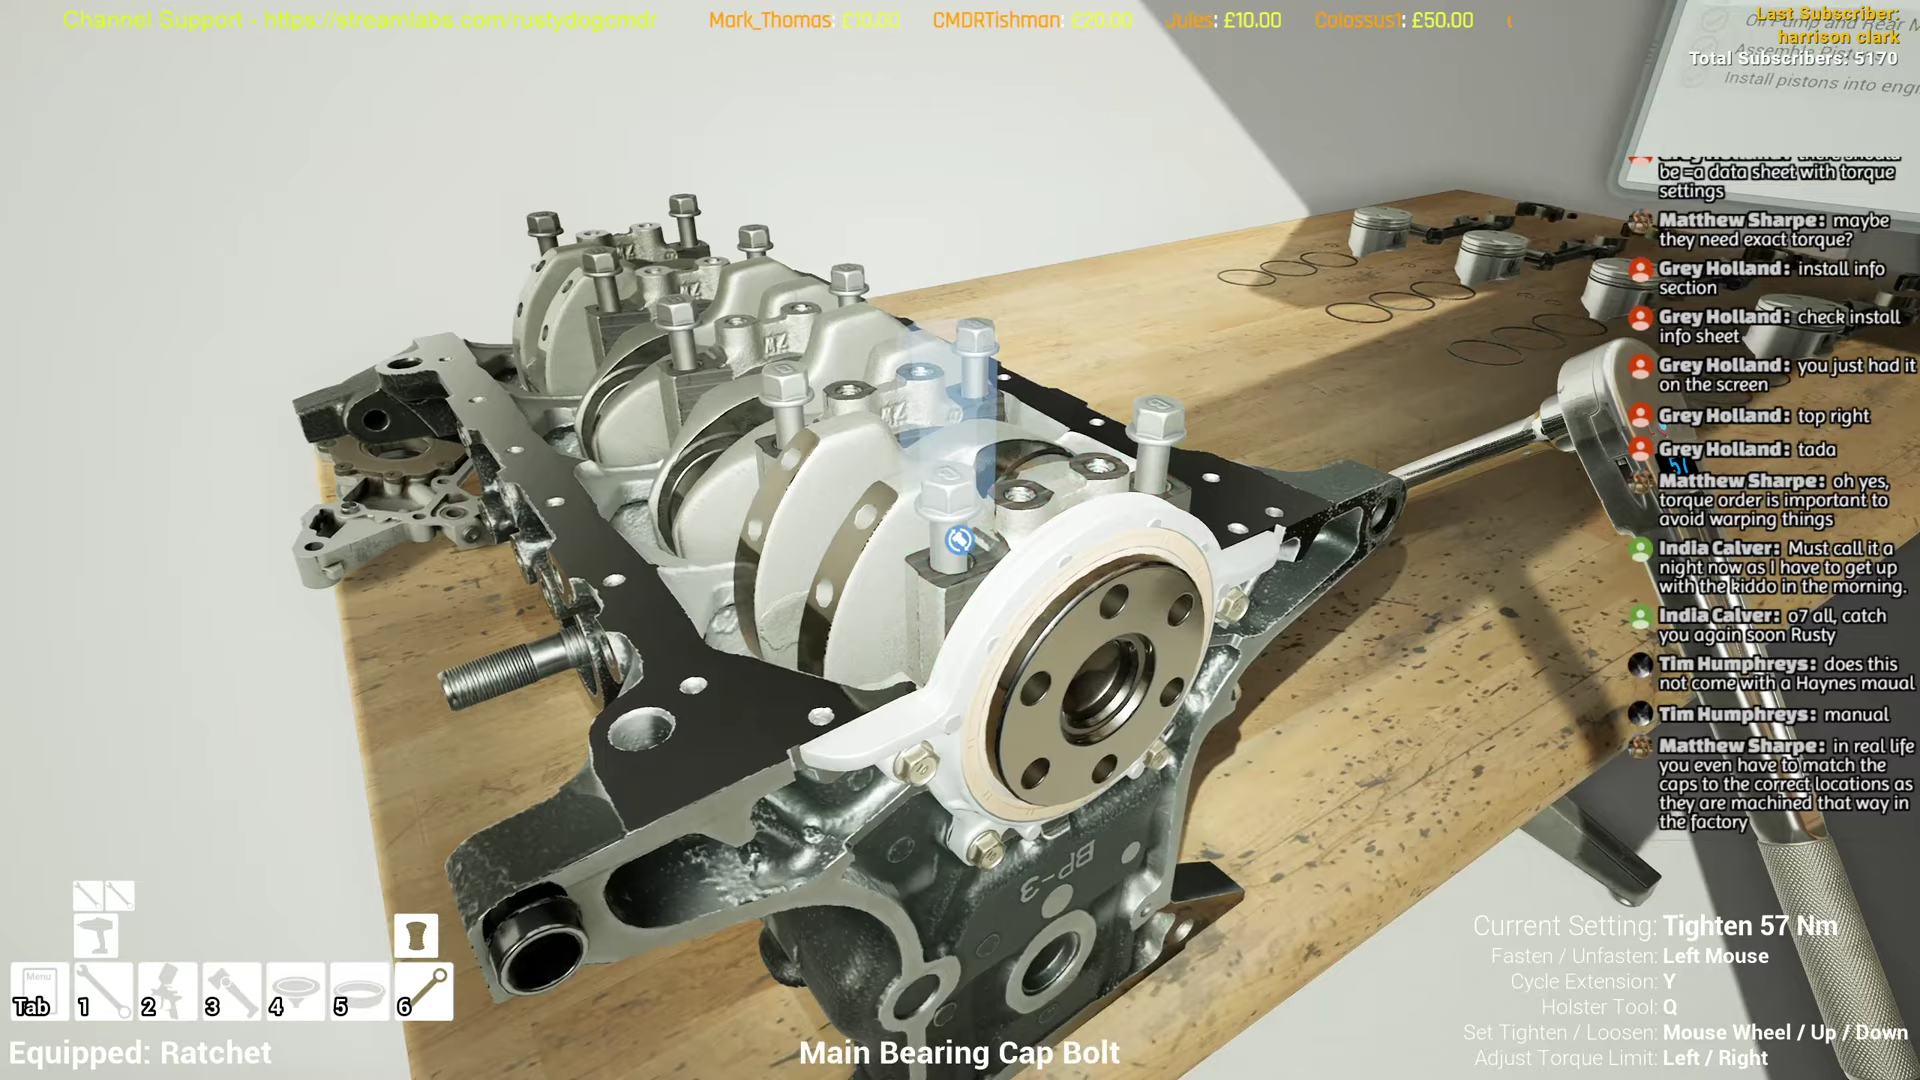 Channel Support - https://streamlabs.com/rustydogcmdr
Mark_Thomas: £10.00 CMDRTishman: £20.00 Jules: £10.00 Colossus1: £50.00
Last Subscriber:
harrison clark
Total Subscribers: 5170
Oil Pump and Rear M
Install pistons into engi
be =a data sheet with torque
settings
Matthew Sharpe: maybe
they need exact torque?
Grey Holland: install info
section
Grey Holland: check install
info sheet
Grey Holland: you just had it
on the screen
Grey Holland: top right
Grey Holland: tada
Matthew Sharpe: oh yes,
torque order is important to
avoid warping things
India Calver: Must call it a
night now as I have to get up
with the kiddo in the morning.
India Calver: o7 all, catch
you again soon Rusty
Tim Humphreys: does this
not come with a Haynes maual
Tim Humphreys: manual
Matthew Sharpe: in real life
you even have to match the
caps to the correct locations as
they are machined that way in
the factory
MZ
MZ
MZ
BP-3
Current Setting: Tighten 57 Nm
Fasten / Unfasten: Left Mouse
Cycle Extension: Y
Holster Tool: Q
Set Tighten / Loosen: Mouse Wheel / Up / Down
Adjust Torque Limit: Left / Right
Menu
Tab 1 2 3 4 5 6
Equipped: Ratchet
Main Bearing Cap Bolt